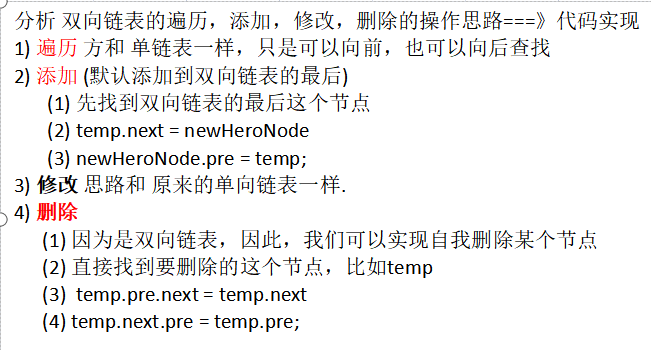 分析 双向链表的遍历，添加，修改，删除的操作思路===》代码实现
1) 遍历 方和 单链表一样，只是可以向前，也可以向后查找
2) 添加 (默认添加到双向链表的最后)
(1) 先找到双向链表的最后这个节点
(2) temp.next = newHeroNode
(3) newHeroNode.pre = temp;
3) 修改 思路和 原来的单向链表一样.
4) 删除
(1) 因为是双向链表，因此，我们可以实现自我删除某个节点
(2) 直接找到要删除的这个节点，比如temp
(3) temp.pre.next = temp.next
(4) temp.next.pre = temp.pre;